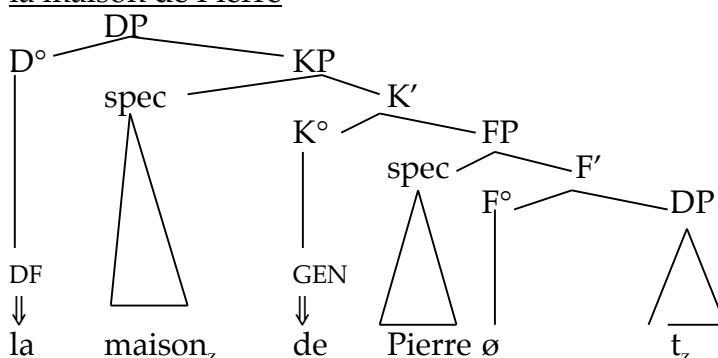 la maison de Pierre
DP
D° KP
spec K’
K° FP
spec F’
F° DP
DF GEN
⇓ ⇓
la maisonz de Pierre ø tz